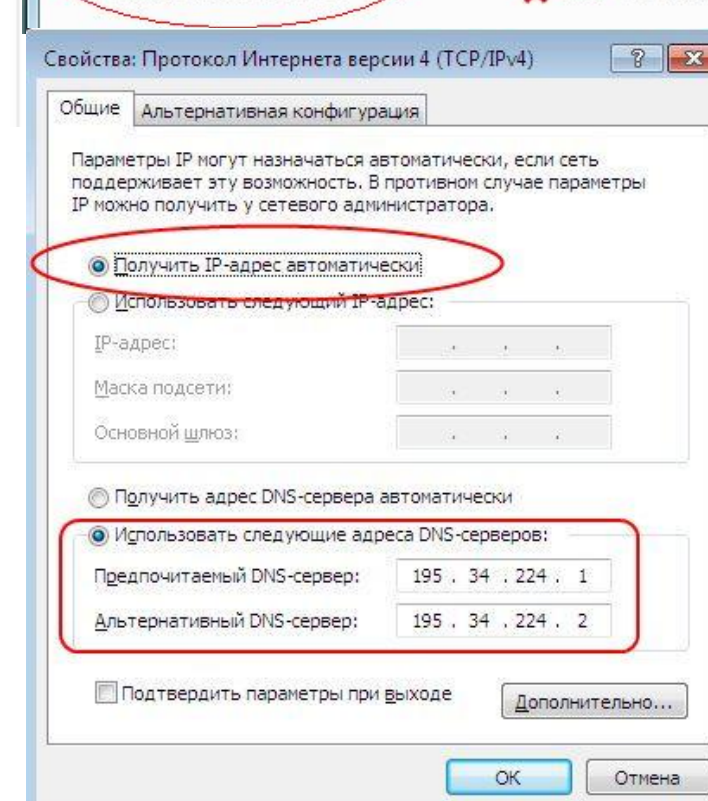 Свойства: Протокол Интернета версии 4 (TCP/IPv4)
Общие Альтернативная конфигурация
Параметры IP могут назначаться автоматически, если сеть
поддерживает эту возможность. В противном случае параметры
IP можно получить у сетевого администратора.
Получить IP-адрес автоматически
Использовать следующий IP-адрес:
IP-адрес:
Маска подсети:
Основной шлюз:
Получить адрес DNS-сервера автоматически
Использовать следующие адреса DNS-серверов:
Предпочитаемый DNS-сервер: 195 . 34 . 224 . 1
Альтернативный DNS-сервер: 195 . 34 . 224 . 2
Подтвердить параметры при выходе
Дополнительно...
ОК Отмена